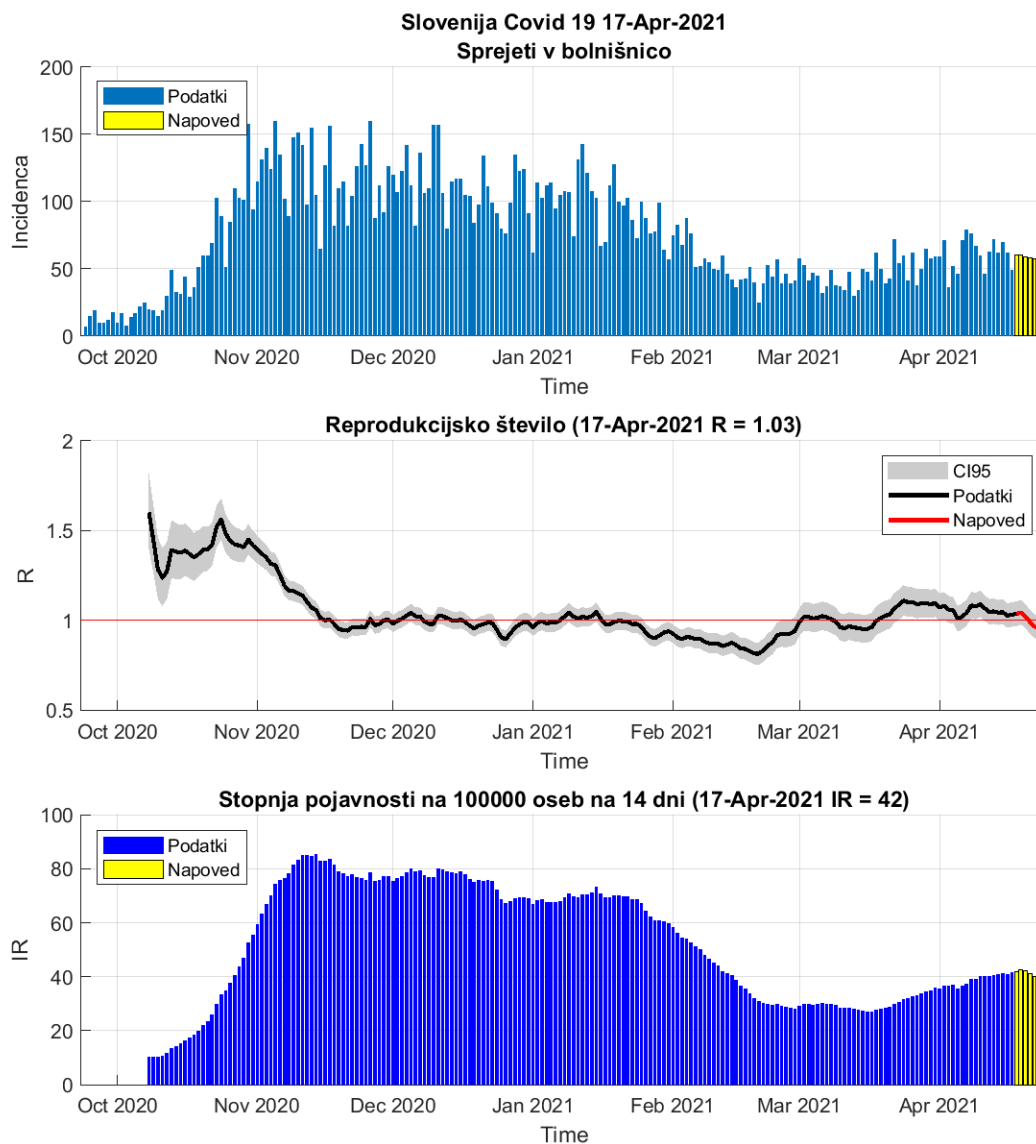 Slovenija Covid 19 17-Apr-2021
Sprejeti v bolnišnico
200
150
100
50
0
Incidenca
Podatki
Napoved
Oct 2020 Nov 2020 Dec 2020 Jan 2021 Feb 2021 Mar 2021 Apr 2021
Time
Reprodukcijsko število (17-Apr-2021 R = 1.03)
2
1.5
1
0.5
R
CI95
Podatki
Napoved
Oct 2020 Nov 2020 Dec 2020 Jan 2021 Feb 2021 Mar 2021 Apr 2021
Time
Stopnja pojavnosti na 100000 oseb na 14 dni (17-Apr-2021 IR = 42)
100
80
60
40
20
0
IR
Podatki
Napoved
Oct 2020 Nov 2020 Dec 2020 Jan 2021 Feb 2021 Mar 2021 Apr 2021
Time